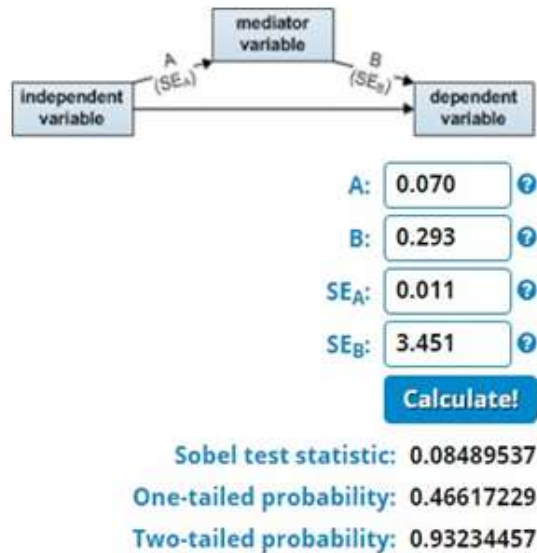 mediator
variable
A
(SEA)
B
(SEB)
independent
variable
dependent
variable
A: 0.070 ?
B: 0.293 ?
SEA: 0.011 ?
SEB: 3.451 ?
Calculate!
Sobel test statistic: 0.08489537
One-tailed probability: 0.46617229
Two-tailed probability: 0.93234457